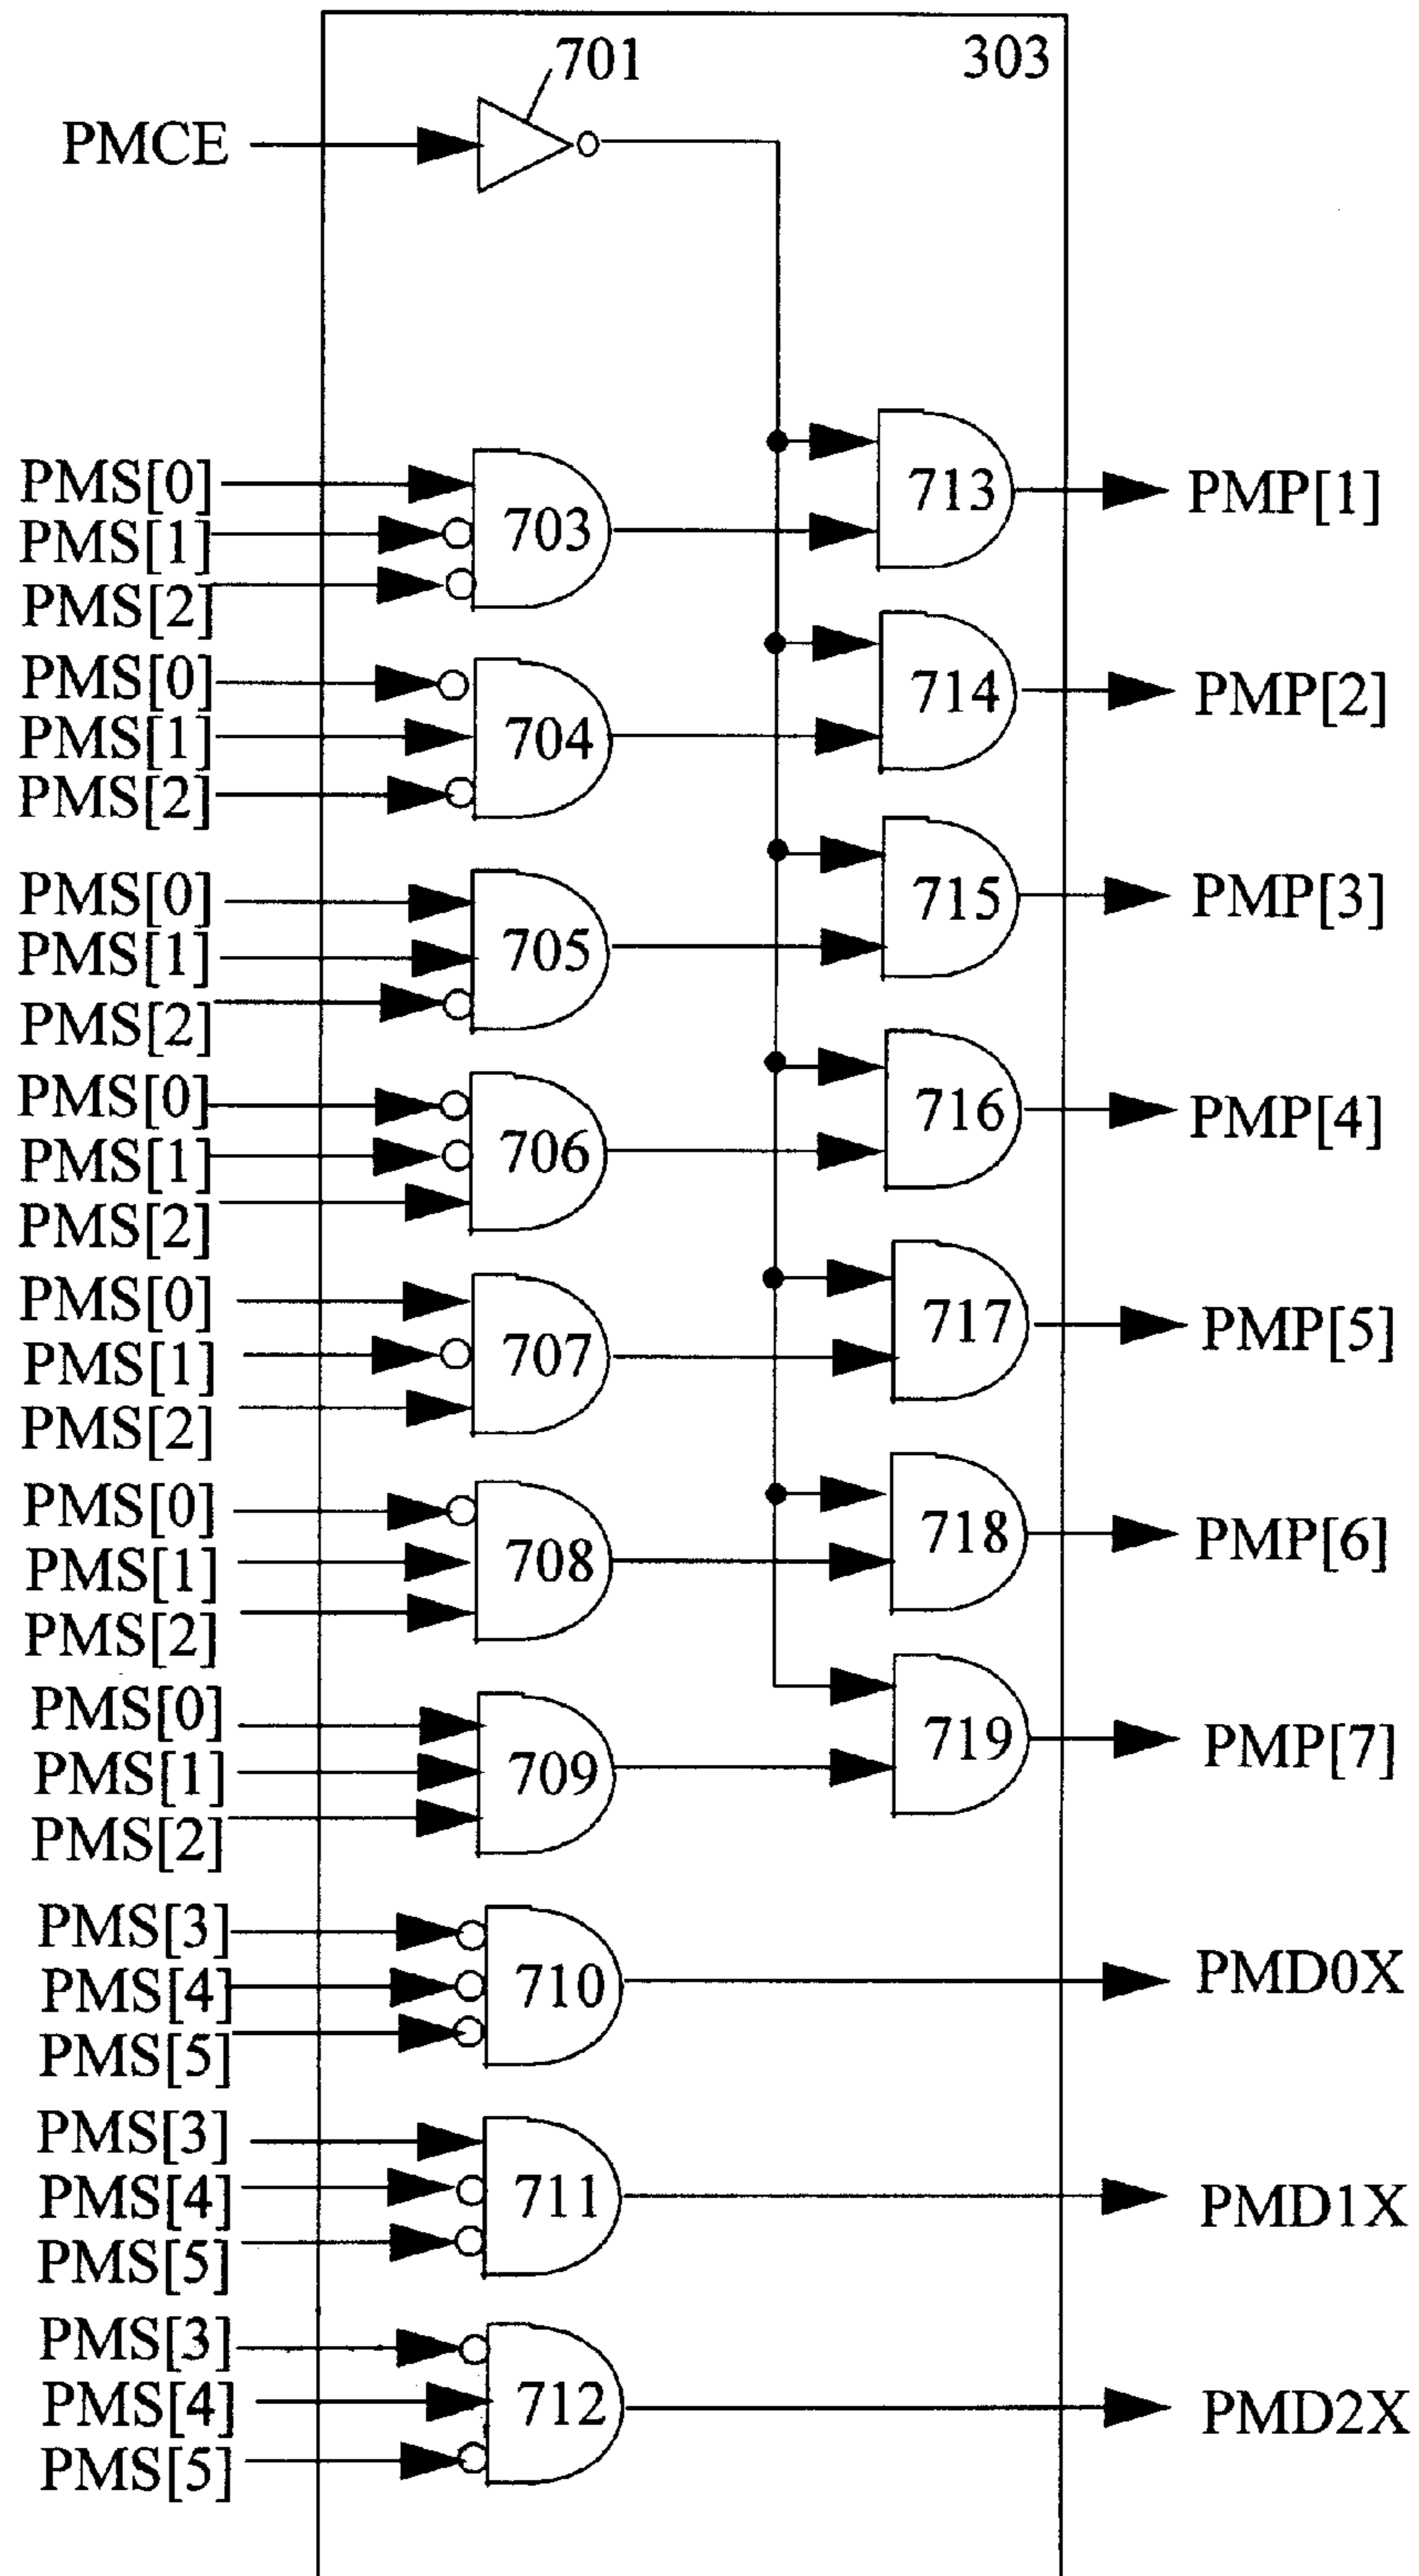 701
303
PMCE
PMS[0]
PMS[1]
PMS[2]
703
713
PMP[1]
PMS[0]
PMS[1]
PMS[2]
704
714
PMP[2]
PMS[0]
PMS[1]
PMS[2]
705
715
PMP[3]
PMS[0]
PMS[1]
PMS[2]
706
716
PMP[4]
PMS[0]
PMS[1]
PMS[2]
707
717
PMP[5]
PMS[0]
PMS[1]
PMS[2]
708
718
PMP[6]
PMS[0]
PMS[1]
PMS[2]
709
719
PMP[7]
PMS[3]
PMS[4]
PMS[5]
710
PMD0X
PMS[3]
PMS[4]
PMS[5]
711
PMD1X
PMS[3]
PMS[4]
PMS[5]
712
PMD2X